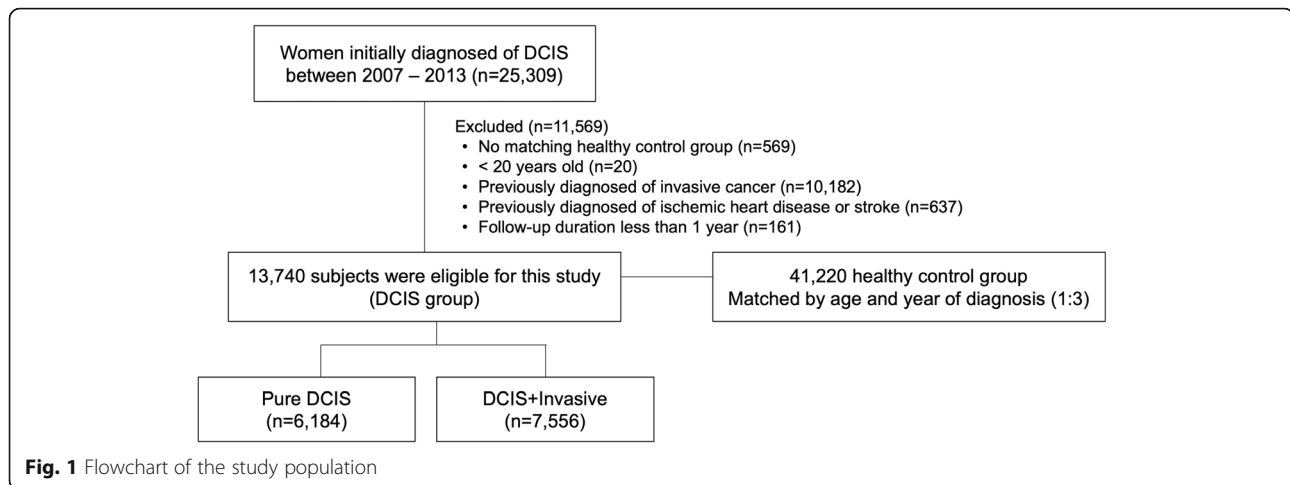 Women initially diagnosed of DCIS
between 2007 – 2013 (n=25,309)
Excluded (n=11,569)
• No matching healthy control group (n=569)
• < 20 years old (n=20)
• Previously diagnosed of invasive cancer (n=10,182)
• Previously diagnosed of ischemic heart disease or stroke (n=637)
• Follow-up duration less than 1 year (n=161)
13,740 subjects were eligible for this study
(DCIS group)
41,220 healthy control group
Matched by age and year of diagnosis (1:3)
Pure DCIS
(n=6,184)
DCIS+Invasive
(n=7,556)
Fig. 1 Flowchart of the study population